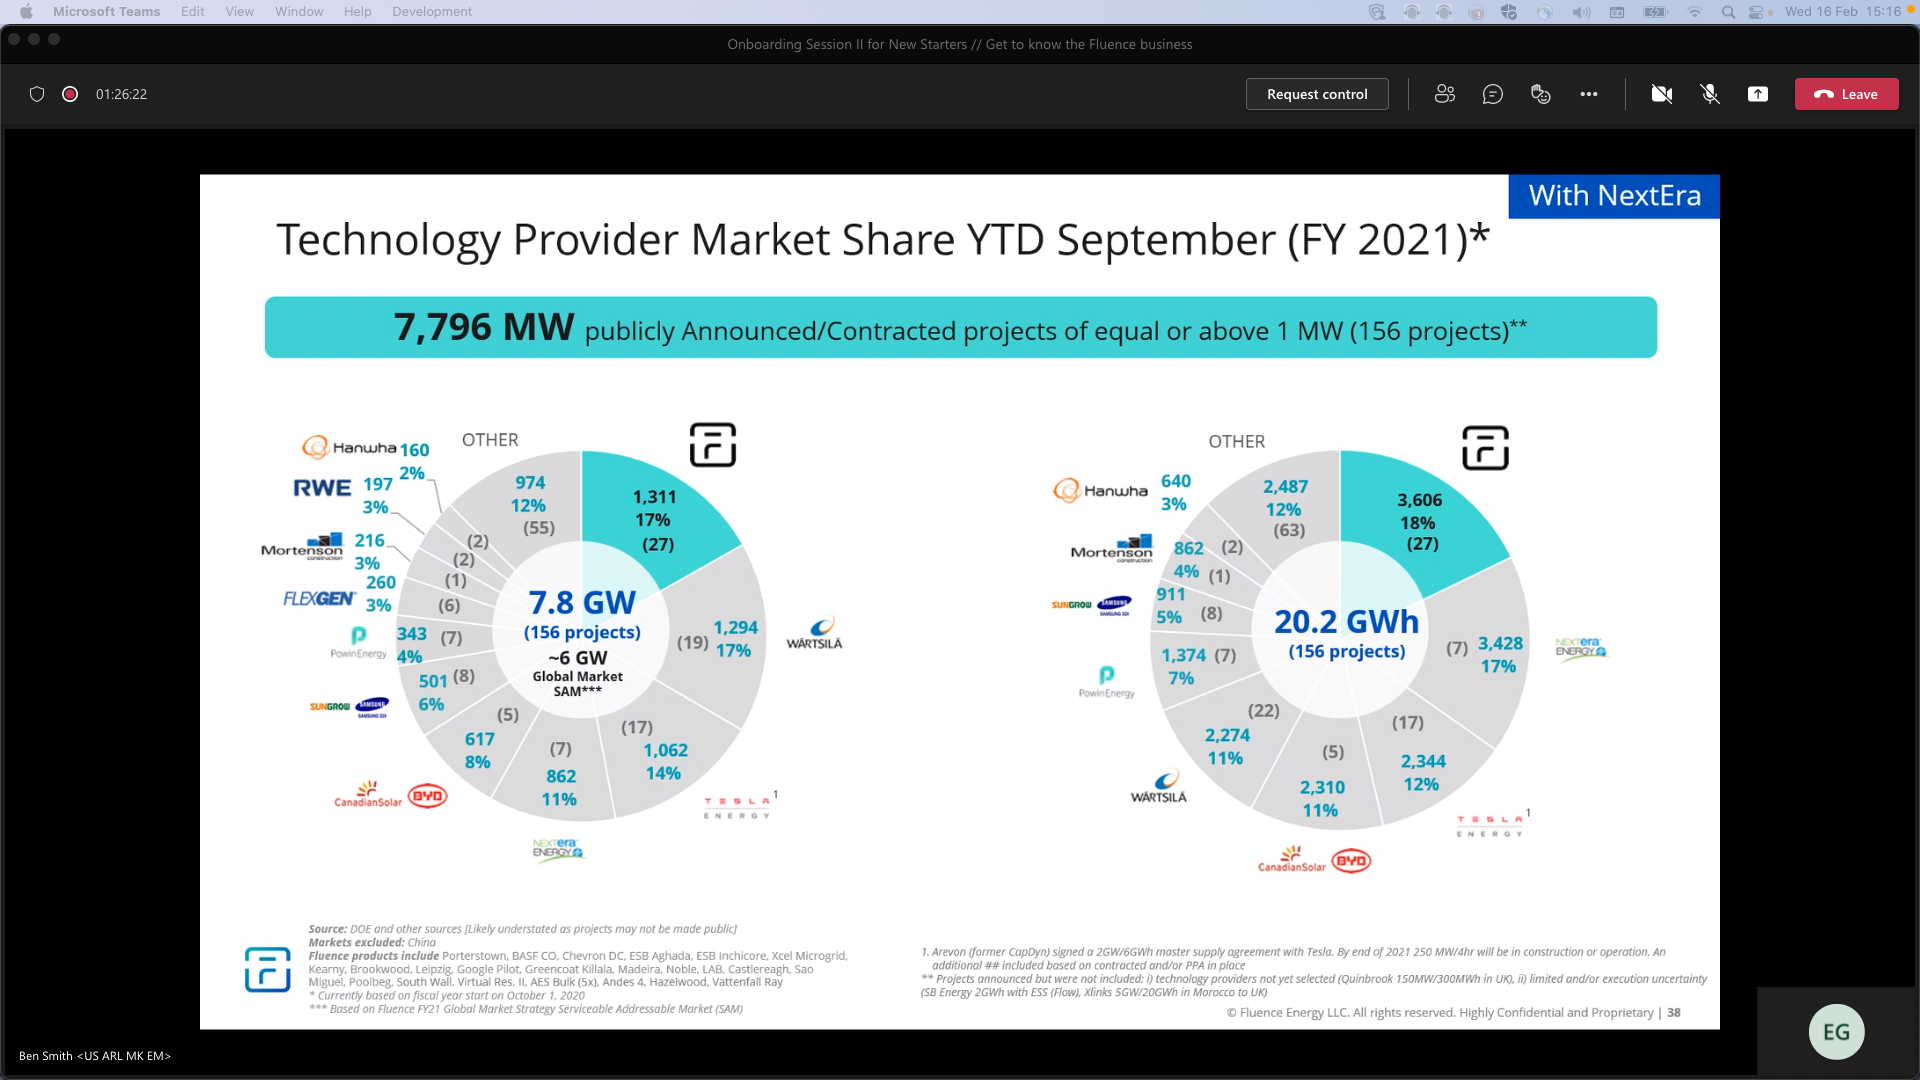 Microsoft Teams Edit View Window Help Development Wed 16 Feb 15:16
Onboarding Session II for New Starters // Get to know the Fluence business
01:26:22 Request control Leave
With NextEra
Technology Provider Market Share YTD September (FY 2021)*
7,796 MW publicly Announced/Contracted projects of equal or above 1 MW (156 projects)**
OTHER
Hanwha 160
2%
RWE 197
3%
Mortenson construction 216
3%
FLEXGEN 260
3%
PowinEnergy 343
4%
SUNGROW SAMSUNG SAMSUNG SDI 501
6%
CanadianSolar BYD 617
8%
NEXTera ENERGY 862
11%
TESLA ENERGY 1 1,062
14%
WÄRTSILÄ 1,294
17%
1,311
17%
(27)
974
12%
(55)
(2)
(2)
(1)
(6)
(7)
(8)
(5)
(7)
(17)
(19)
7.8 GW
(156 projects)
~6 GW
Global Market
SAM***
OTHER
2,487
12%
(63)
3,606
18%
(27)
Hanwha 640
3%
(2)
Mortenson construction 862
4%
(1)
SUNGROW SAMSUNG SAMSUNG SDI 911
5%
(8)
PowinEnergy 1,374
7%
(7)
WÄRTSILÄ 2,274
11%
(22)
CanadianSolar BYD 2,310
11%
(5)
TESLA ENERGY 1 2,344
12%
(17)
NEXTera ENERGY 3,428
17%
(7)
20.2 GWh
(156 projects)
Source: DOE and other sources [Likely understated as projects may not be made public]
Markets excluded: China
Fluence products include Porterstown, BASF CO, Chevron DC, ESB Aghada, ESB Inchicore, Xcel Microgrid,
Kearny, Brookwood, Leipzig, Google Pilot, Greencoat Killala, Madeira, Noble, LAB, Castlereagh, Sao
Miguel, Poolbeg, South Wall, Virtual Res. II, AES Bulk (5x), Andes 4, Hazelwood, Vattenfall Ray
* Currently based on fiscal year start on October 1, 2020
*** Based on Fluence FY21 Global Market Strategy Serviceable Addressable Market (SAM)
1. Arevon (former CapDyn) signed a 2GW/6GWh master supply agreement with Tesla. By end of 2021 250 MW/4hr will be in construction or operation. An
additional ## included based on contracted and/or PPA in place
** Projects announced but were not included: i) technology providers not yet selected (Quinbrook 150MW/300MWh in UK), ii) limited and/or execution uncertainty
(SB Energy 2GWh with ESS (Flow), Xlinks 5GW/20GWh in Morocco to UK)
© Fluence Energy LLC. All rights reserved. Highly Confidential and Proprietary | 38
Ben Smith <US ARL MK EM>
EG